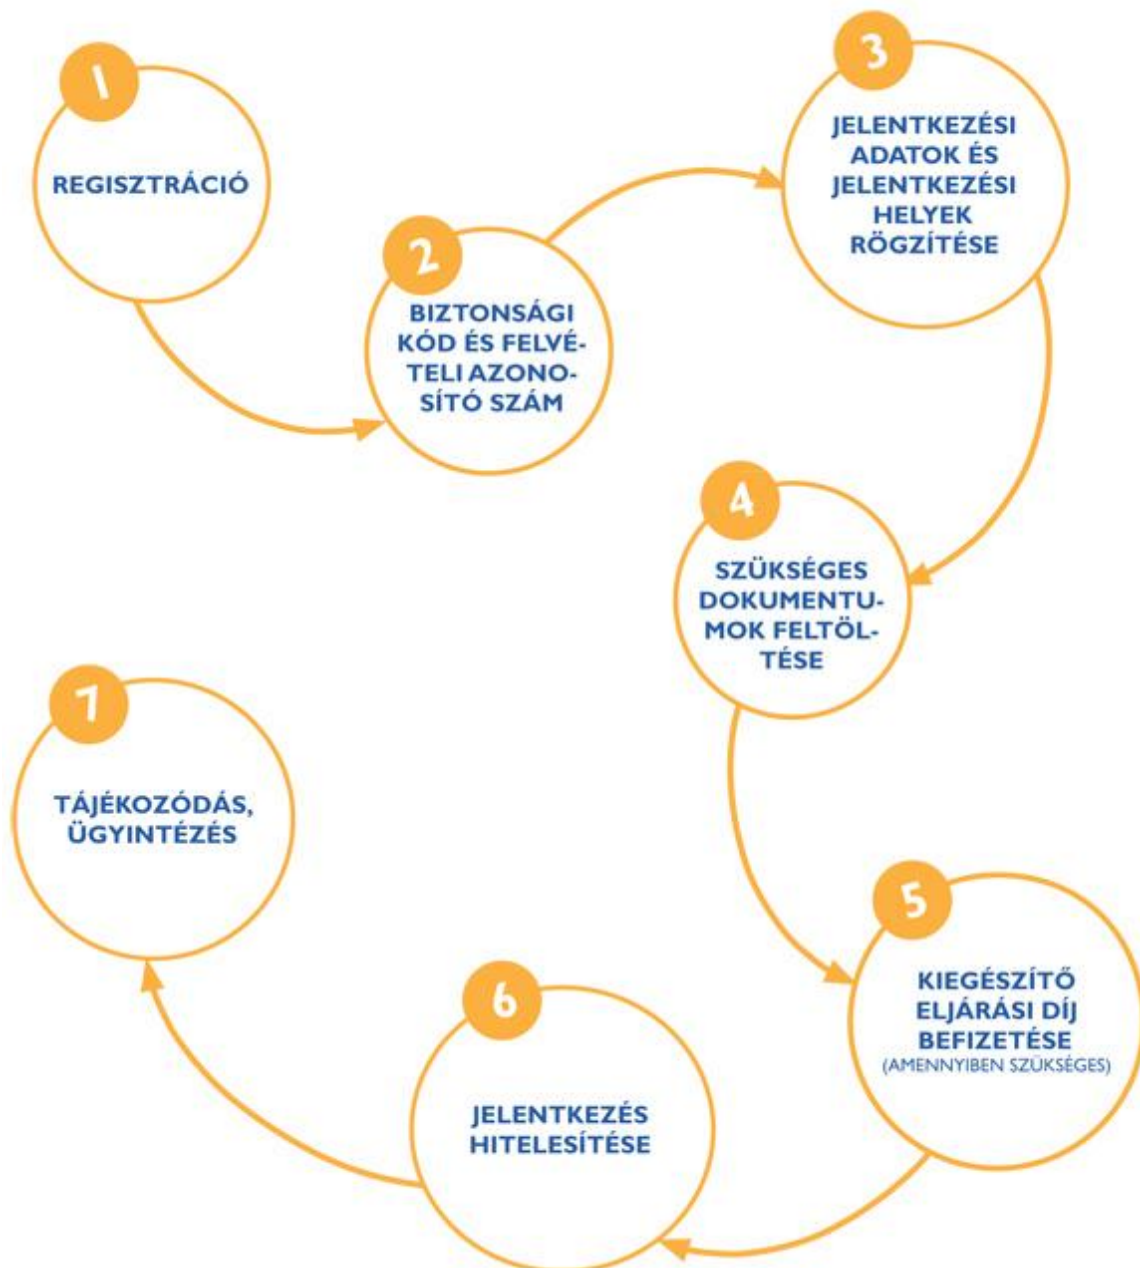 1
REGISZTRÁCIÓ
2
BIZTONSÁGI
KÓD ÉS FELVÉ-
TELI AZONO-
SÍTÓ SZÁM
3
JELENTKEZÉSI
ADATOK ÉS
JELENTKEZÉSI
HELYEK
RÖGZÍTÉSE
4
SZÜKSÉGES
DOKUMENTU-
MOK FELTÖL-
TÉSE
5
KIEGÉSZÍTŐ
ELJÁRÁSI DÍJ
BEFIZETÉSE
(AMENNYIBEN SZÜKSÉGES)
6
JELENTKEZÉS
HITELESÍTÉSE
7
TÁJÉKOZÓDÁS,
ÜGYINTÉZÉS